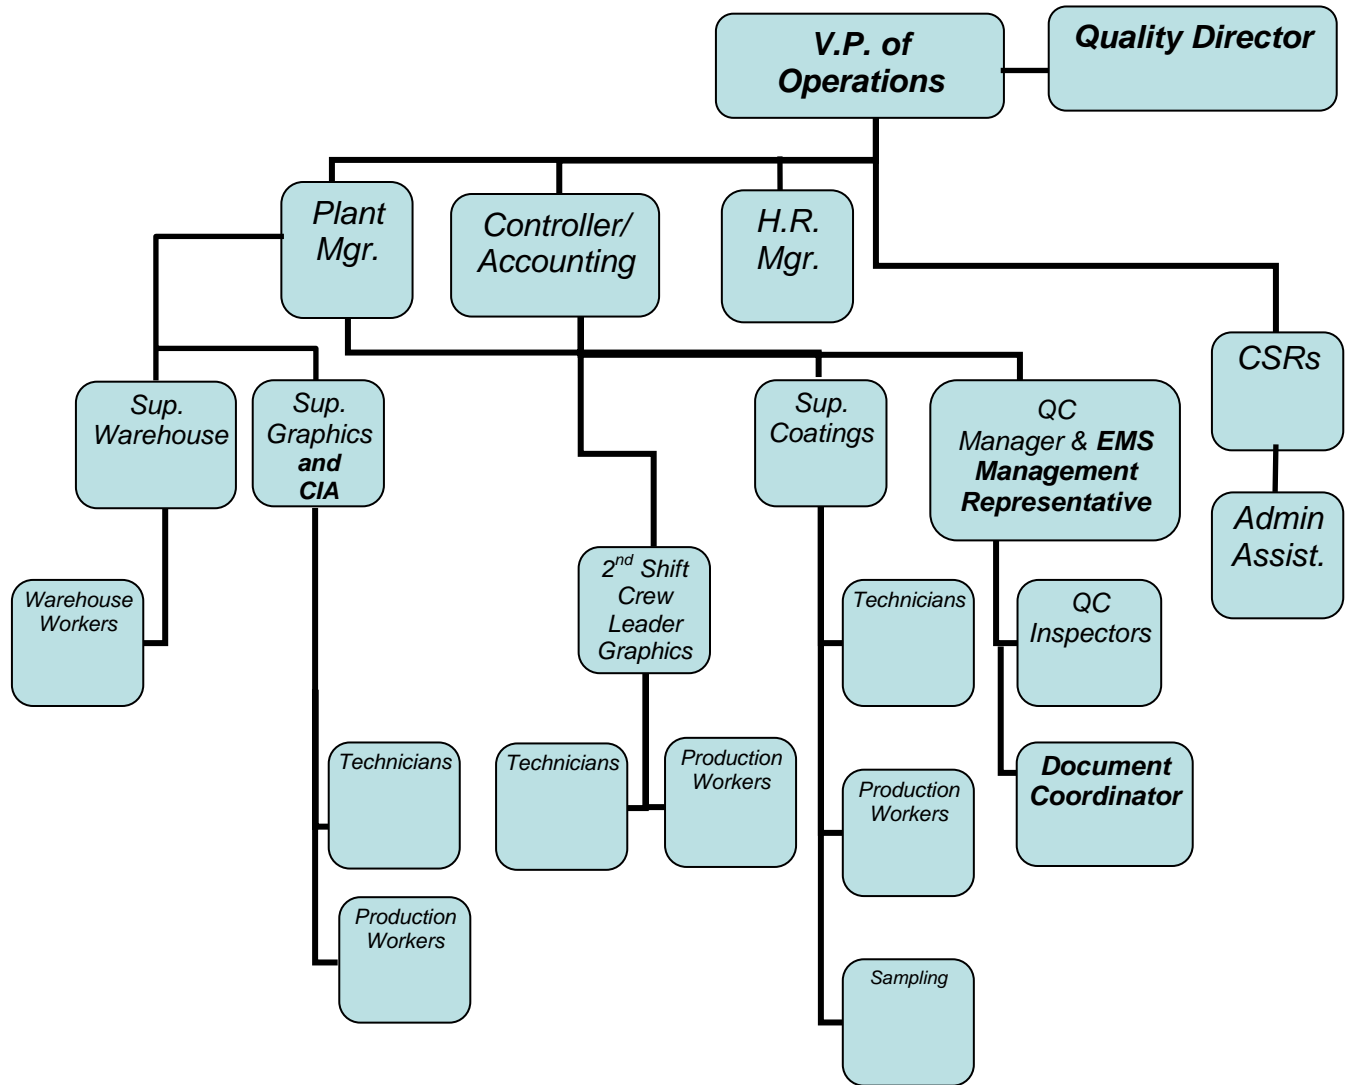 V.P. of
Operations
Quality Director
Plant
Mgr.
Controller/
Accounting
H.R.
Mgr.
CSRs
Sup.
Warehouse
Sup.
Graphics
and
CIA
Sup.
Coatings
QC
Manager & EMS
Management
Representative
Admin
Assist.
2nd Shift
Crew
Leader
Graphics
Warehouse
Workers
Technicians
QC
Inspectors
Technicians
Technicians
Production
Workers
Production
Workers
Document
Coordinator
Production
Workers
Sampling